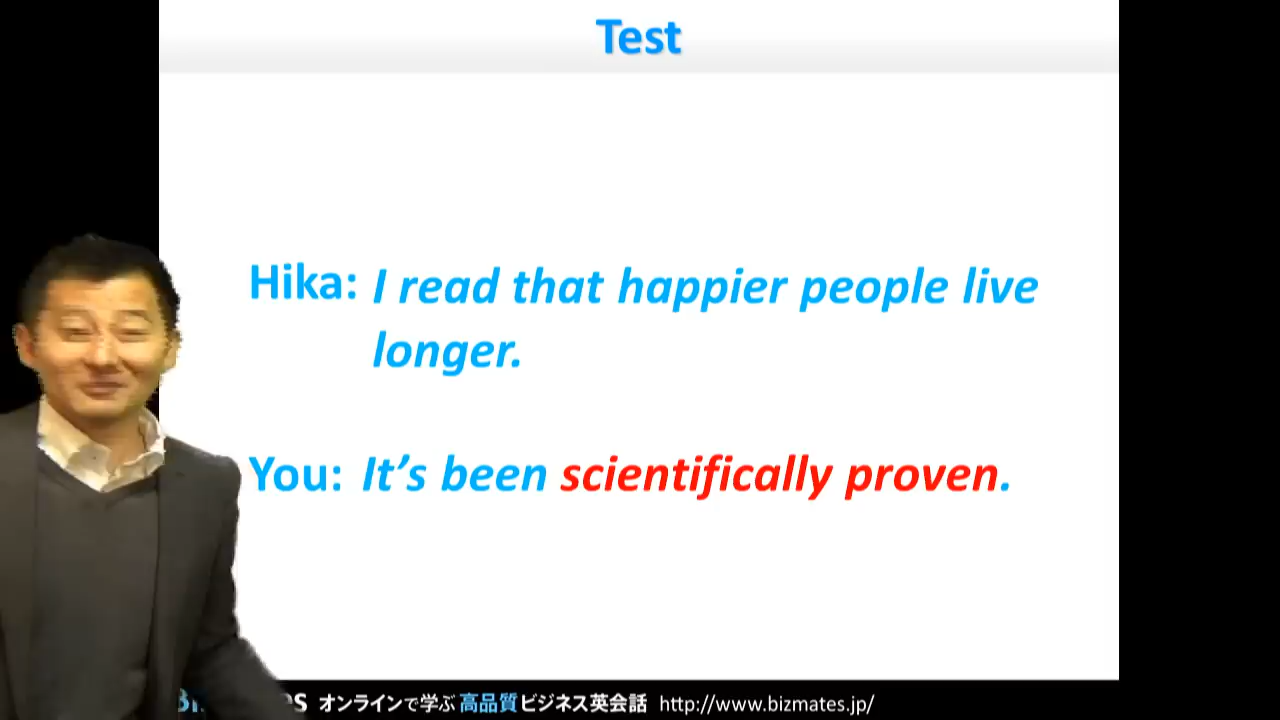 Test
Hika: I read that happier people live
longer.
You: It's been scientifically proven.
オンラインで学ぶ 高品質 ビジネス英会話 http://www.bizmates.jp/